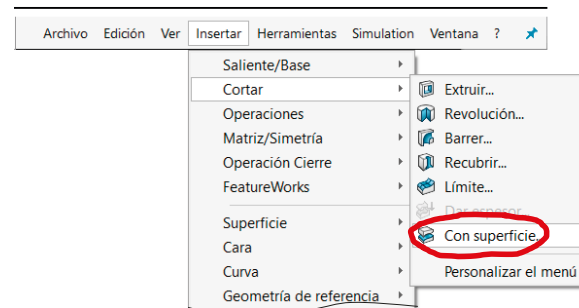 Archivo Edición Ver Insertar Herramientas Simulation Ventana ?
Saliente/Base
Cortar
Operaciones
Matriz/Simetría
Operación Cierre
FeatureWorks
Superficie
Cara
Curva
Geometría de referencia
Extruir...
Revolución...
Barrer...
Recubrir...
Límite...
Dar espesor...
Con superficie...
Personalizar el menú